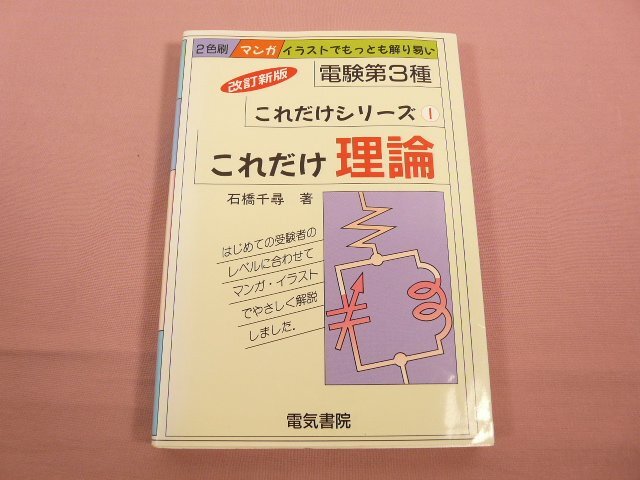 2色刷 マンガ イラストでもっとも解り易い
改訂新版 電験第3種
これだけシリーズ 1
これだけ 理論
石橋千尋 著
はじめての受験者の
レベルに合わせて
マンガ・イラスト
でやさしく解説
しました.
電気書院